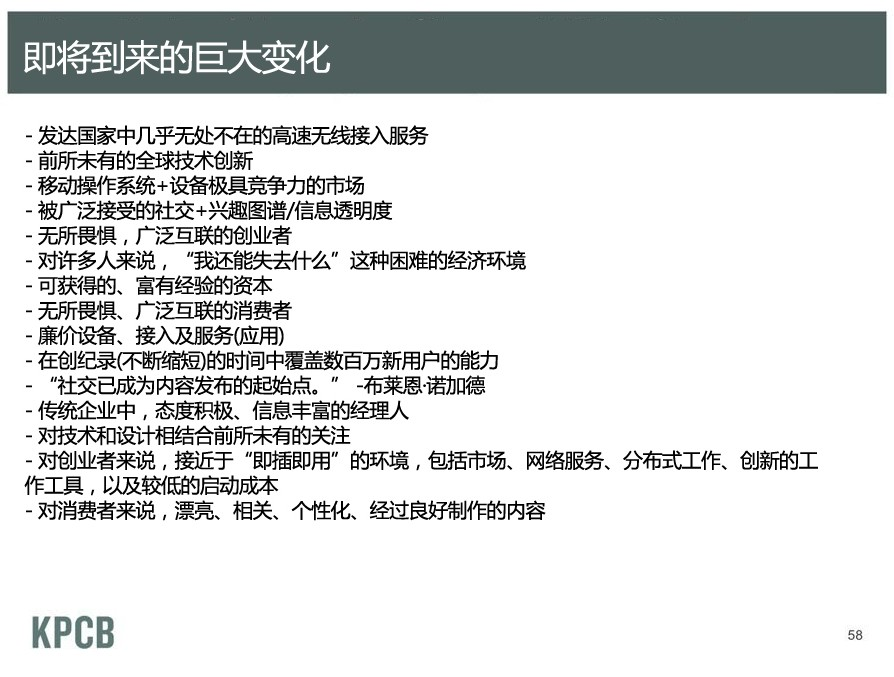 即将到来的巨大变化
- 发达国家中几乎无处不在的高速无线接入服务
- 前所未有的全球技术创新
- 移动操作系统+设备极具竞争力的市场
- 被广泛接受的社交+兴趣图谱/信息透明度
- 无所畏惧，广泛互联的创业者
- 对许多人来说，“我还能失去什么”这种困难的经济环境
- 可获得的、富有经验的资本
- 无所畏惧、广泛互联的消费者
- 廉价设备、接入及服务(应用)
- 在创纪录(不断缩短)的时间中覆盖数百万新用户的能力
- “社交已成为内容发布的起始点。” -布莱恩·诺加德
- 传统企业中，态度积极、信息丰富的经理人
- 对技术和设计相结合前所未有的关注
- 对创业者来说，接近于“即插即用”的环境，包括市场、网络服务、分布式工作、创新的工
作工具，以及较低的启动成本
- 对消费者来说，漂亮、相关、个性化、经过良好制作的内容
KPCB
58